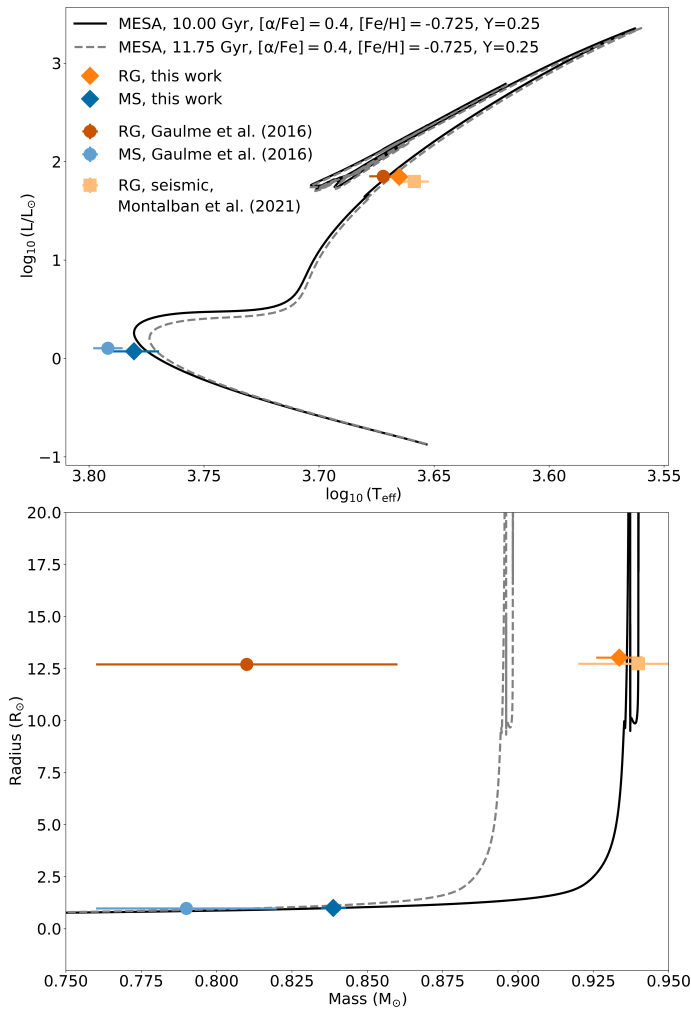 MESA, 10.00 Gyr, [α/Fe] = 0.4, [Fe/H] = -0.725, Y=0.25
MESA, 11.75 Gyr, [α/Fe] = 0.4, [Fe/H] = -0.725, Y=0.25
RG, this work
MS, this work
RG, Gaulme et al. (2016)
MS, Gaulme et al. (2016)
RG, seismic,
Montalban et al. (2021)
log₁₀ (L/L⊙)
3
2
1
0
−1
3.80 3.75 3.70 3.65 3.60 3.55
log₁₀ (T_eff)
Radius (R⊙)
20.0
17.5
15.0
12.5
10.0
7.5
5.0
2.5
0.0
0.750 0.775 0.800 0.825 0.850 0.875 0.900 0.925 0.950
Mass (M⊙)